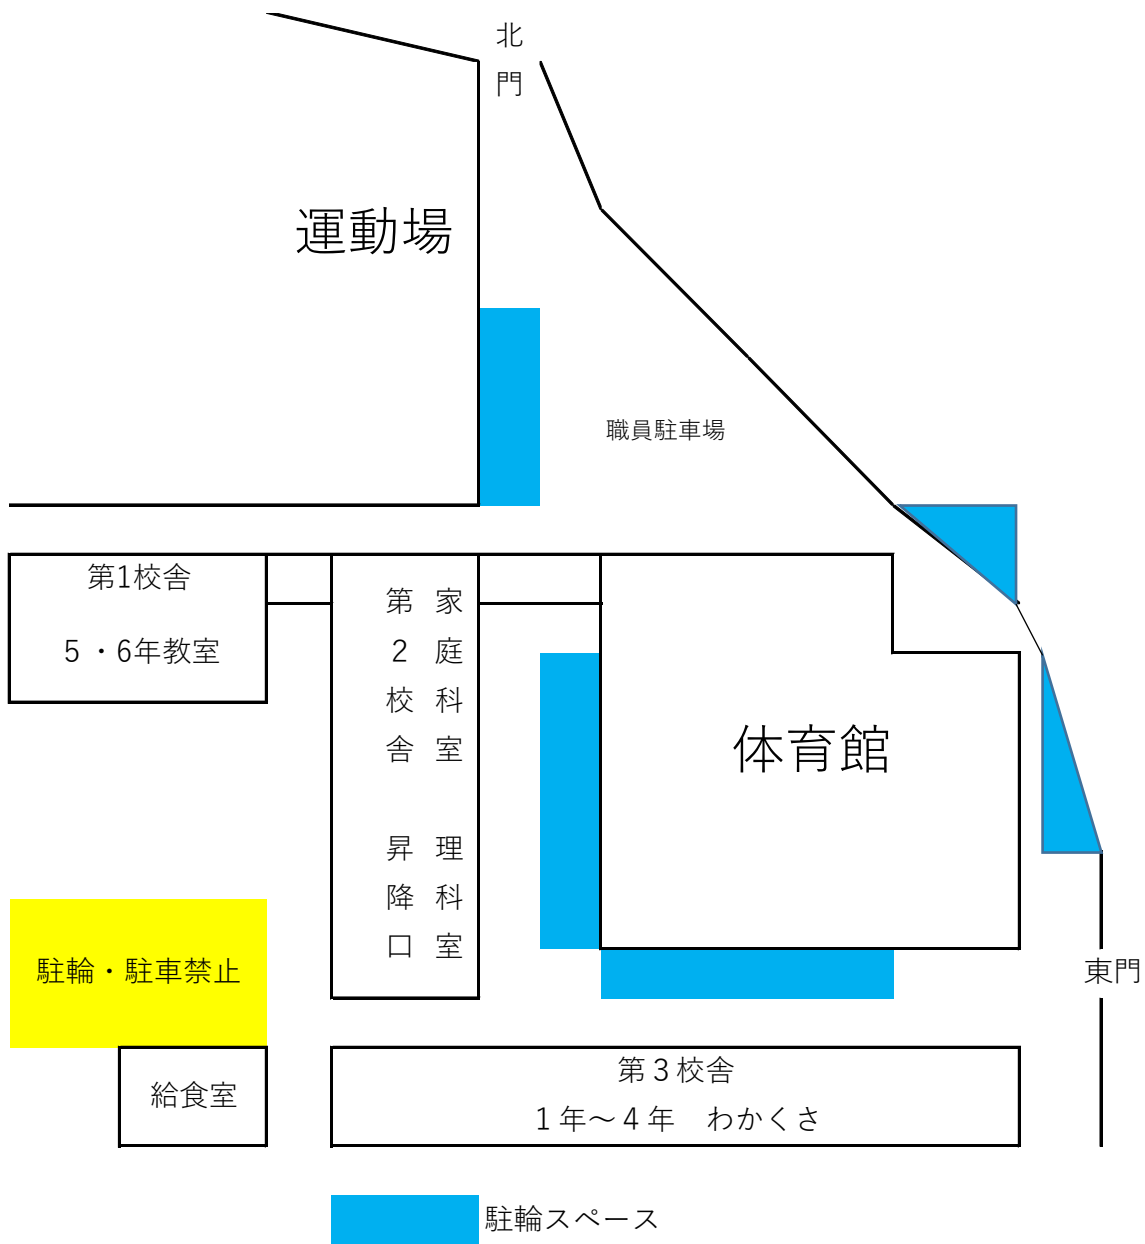 北門
運動場
職員駐車場
第1校舎
5・6年教室
第2校舎　昇降口
家庭科室　理科室
体育館
駐輪・駐車禁止
東門
給食室
第３校舎
１年～４年　わかくさ
駐輪スペース